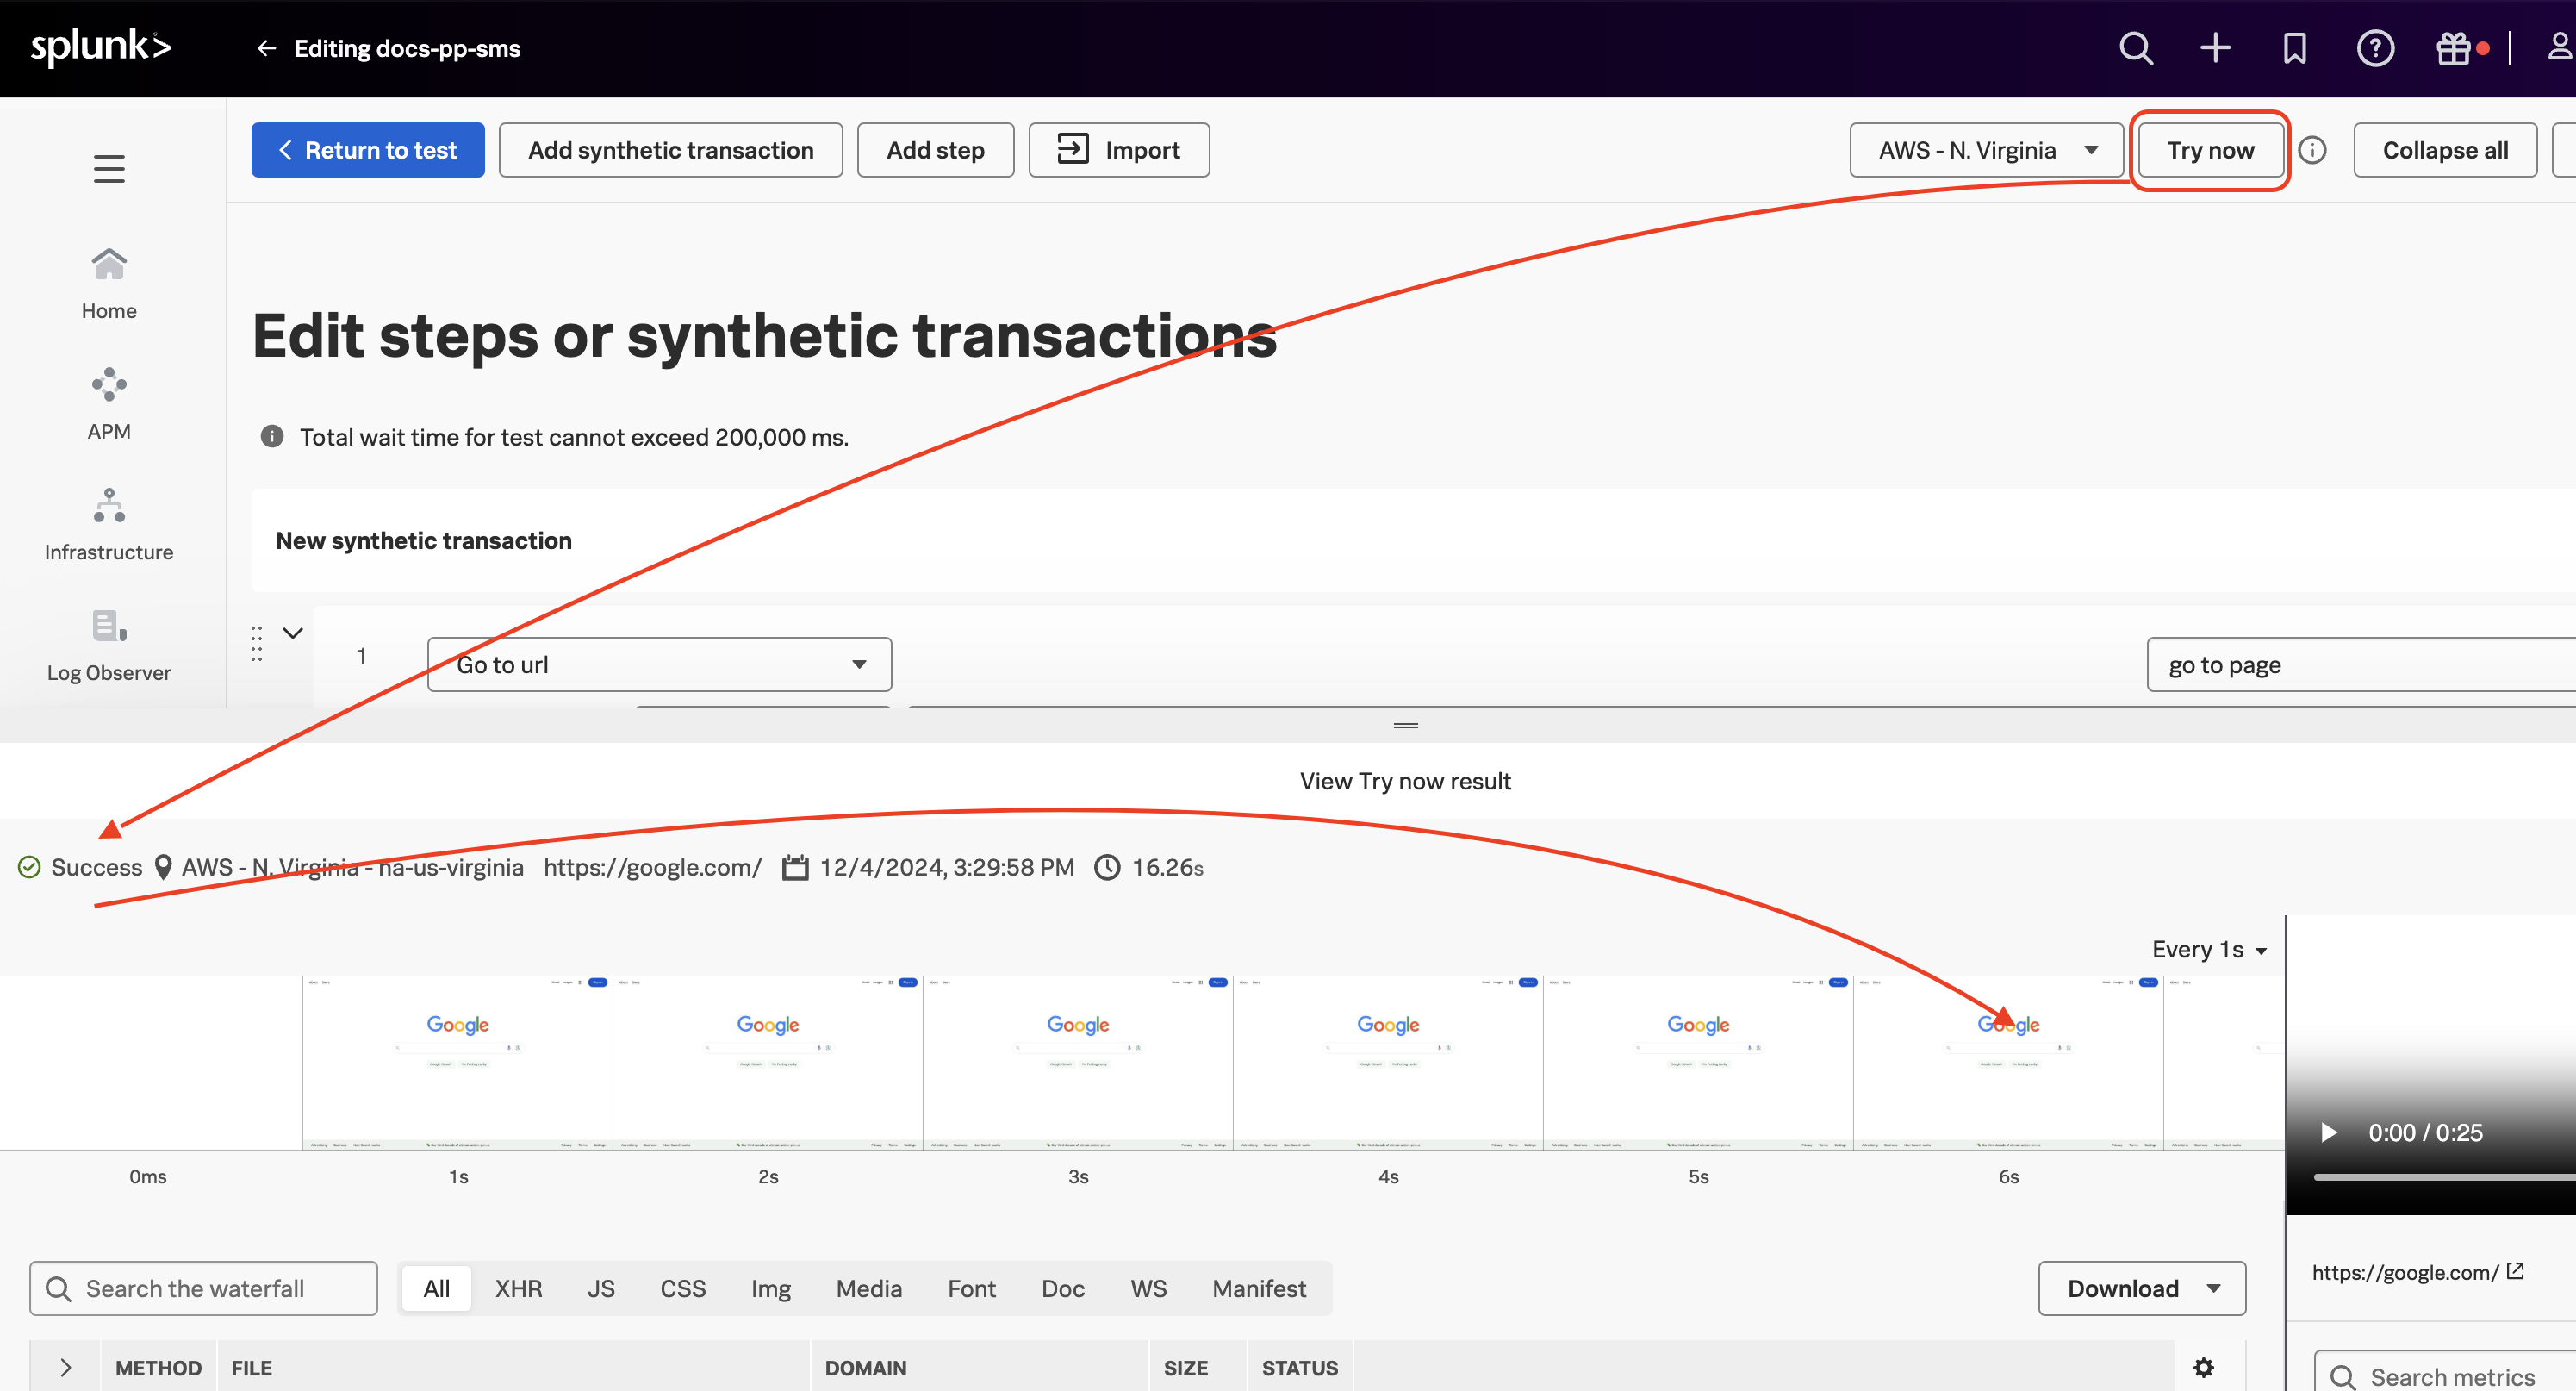 splunk>
Editing docs-pp-sms
Return to test
Add synthetic transaction
Add step
Import
AWS - N. Virginia
Try now
Collapse all
Home
APM
Infrastructure
Log Observer
Edit steps or synthetic transactions
Total wait time for test cannot exceed 200,000 ms.
New synthetic transaction
1
Go to url
go to page
View Try now result
Success AWS - N. Virginia - na-us-virginia https://google.com/ 12/4/2024, 3:29:58 PM 16.26s
Every 1s
Google Google Google Google Google Google
0:00 / 0:25
0ms 1s 2s 3s 4s 5s 6s
https://google.com/
Search the waterfall
All XHR JS CSS Img Media Font Doc WS Manifest
Download
METHOD FILE DOMAIN SIZE STATUS
Search metrics